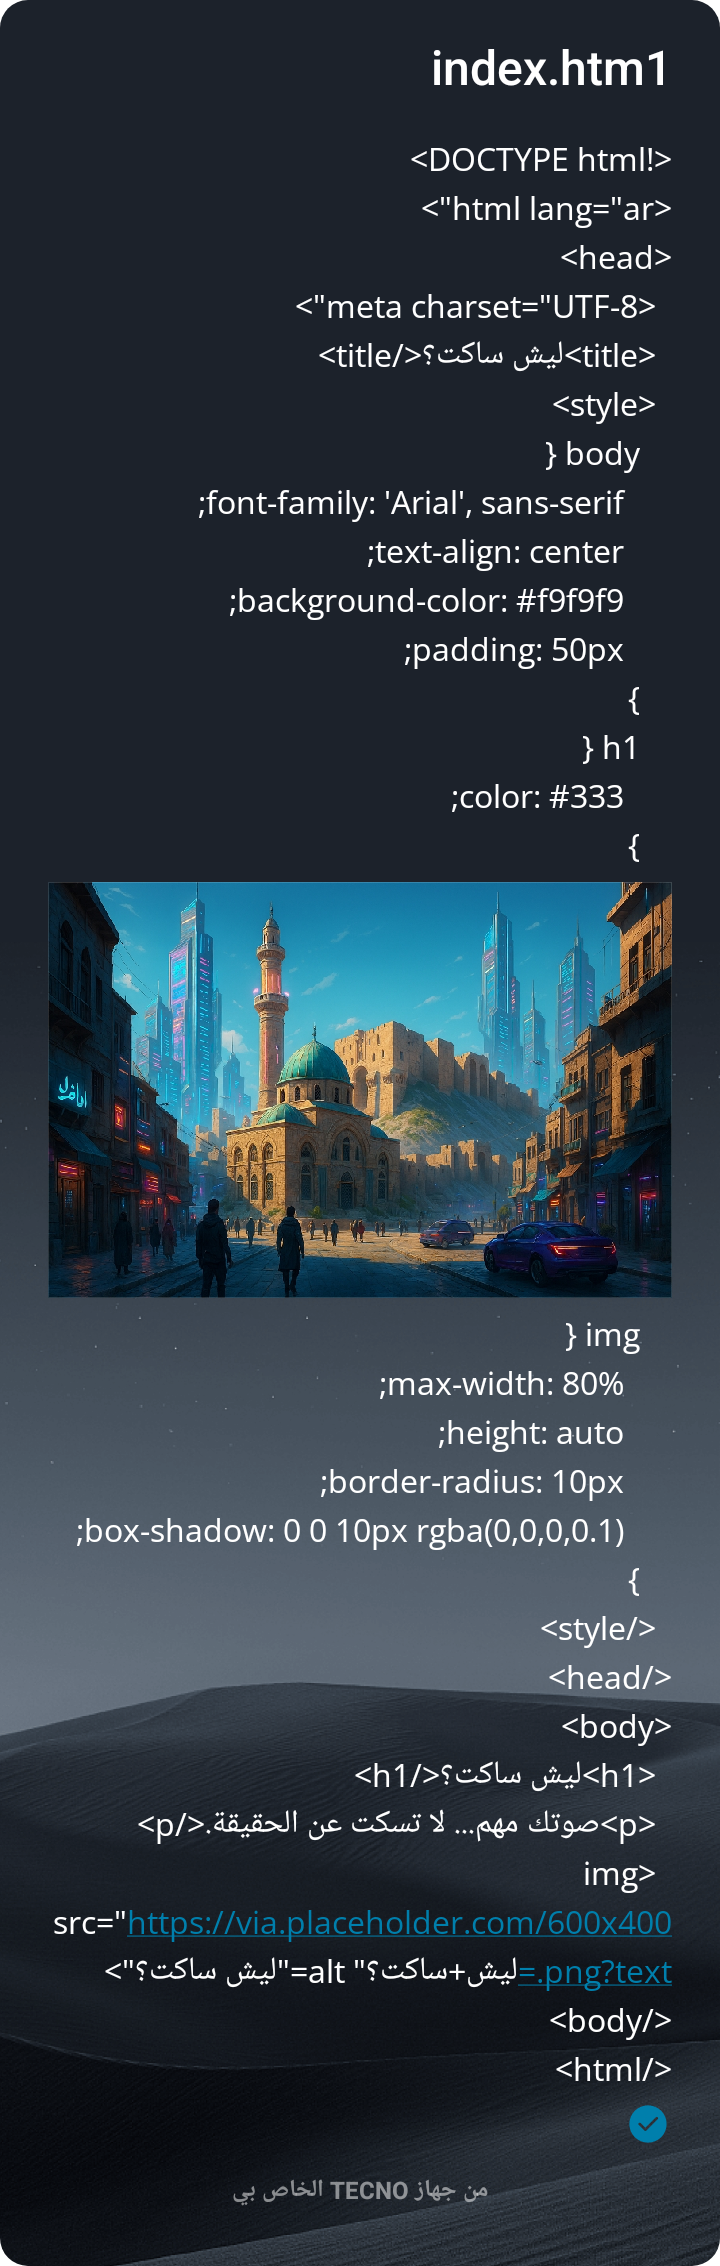 index.htm1
<!DOCTYPE html>
<html lang="ar">
<head>
<meta charset="UTF-8">
<title>ليش ساكت؟</title>
<style>
body {
font-family: 'Arial', sans-serif;
text-align: center;
background-color: #f9f9f9;
padding: 50px;
}
h1 {
color: #333;
}
img {
max-width: 80%;
height: auto;
border-radius: 10px;
box-shadow: 0 0 10px rgba(0,0,0,0.1);
}
</style>
</head>
<body>
<h1>ليش ساكت؟</h1>
<p>صوتك مهم... لا تسكت عن الحقيقة.</p>
<img
src="https://via.placeholder.com/600x400
.png?text=ليش+ساكت؟" alt="ليش ساكت؟">
</body>
</html>
من جهاز TECNO الخاص بي